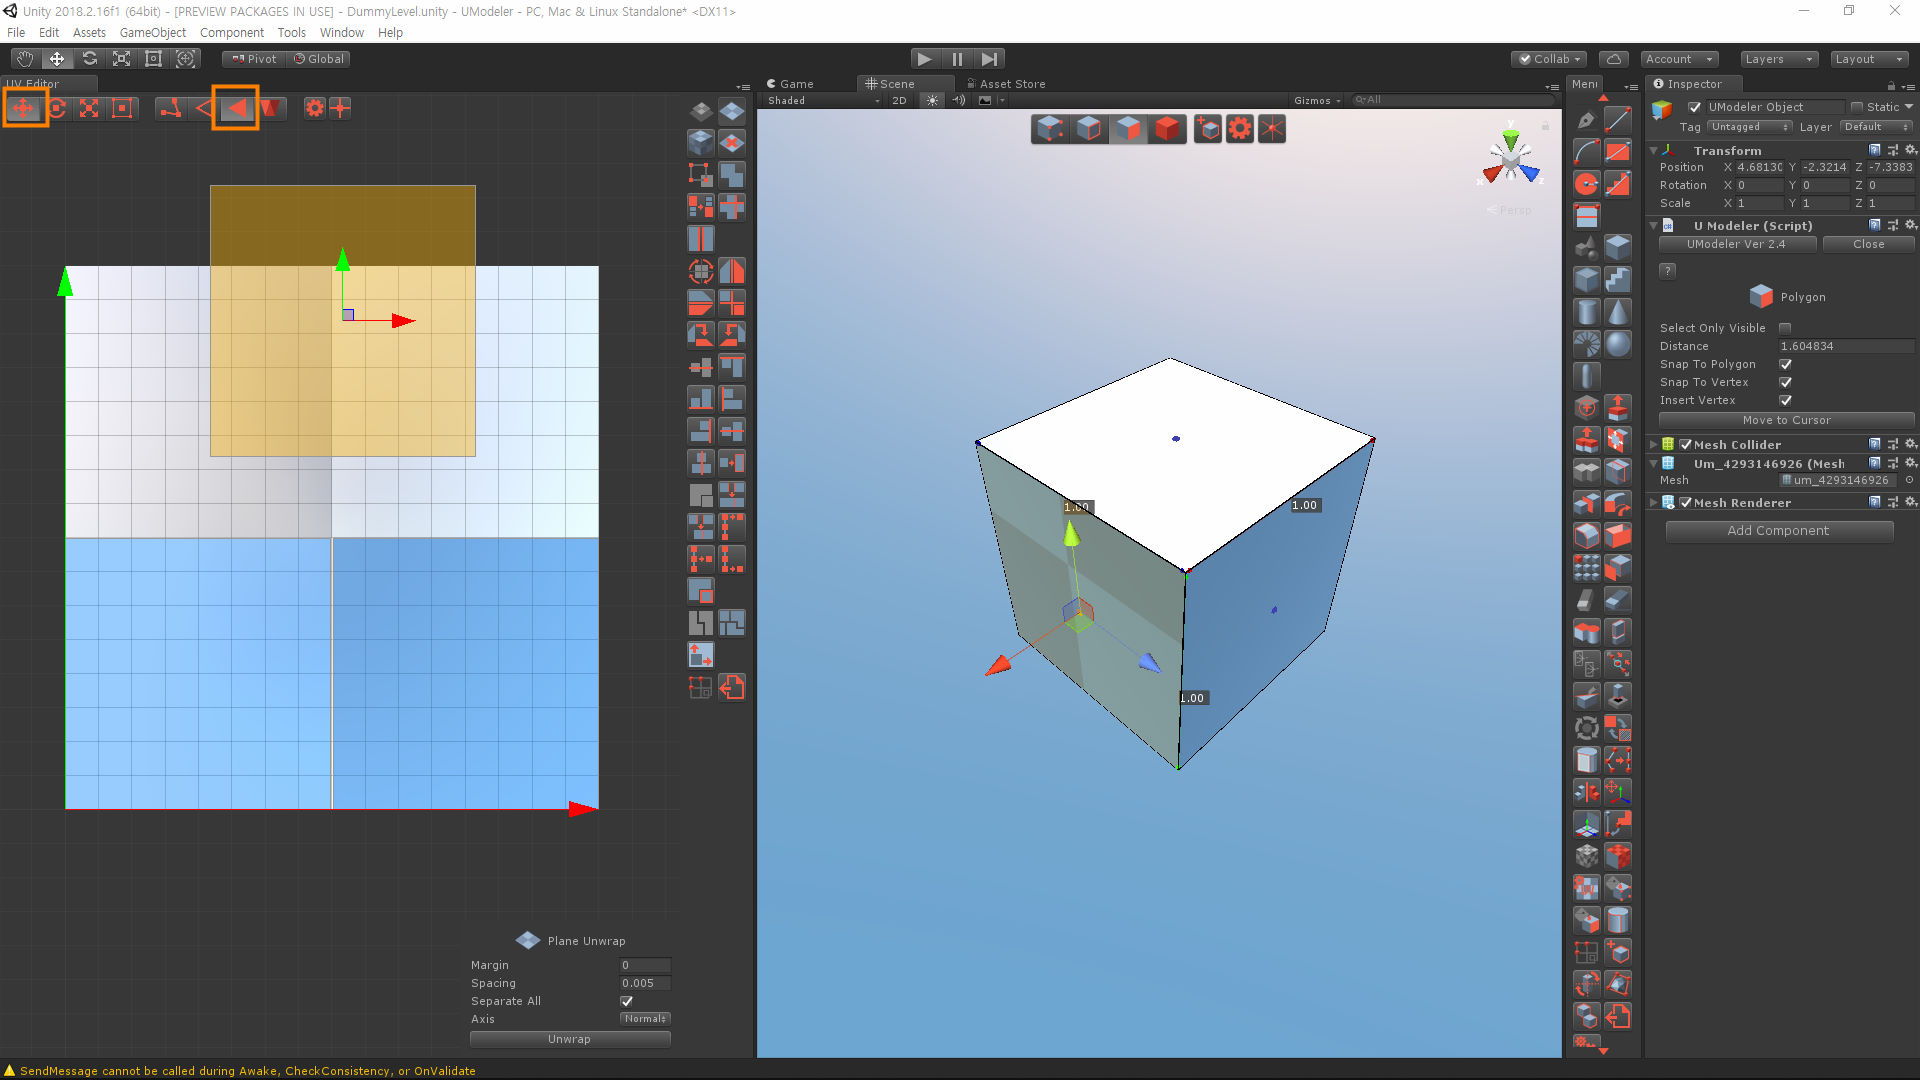 Unity 2018.2.16f1 (64bit) - [PREVIEW PACKAGES IN USE] - DummyLevel.unity - UModeler - PC, Mac & Linux Standalone* <DX11>
File Edit Assets GameObject Component Tools Window Help
Pivot Global Collab Account Layers Layout
UV Editor Game Scene Asset Store Menu Inspector
Shaded 2D Gizmos All
UModeler Object Static
Tag Untagged Layer Default
Transform
Position X 4.6813C Y -2.3214 Z -7.3383
Rotation X 0 Y 0 Z 0
Scale X 1 Y 1 Z 1
y
x z
Persp
U Modeler (Script)
UModeler Ver 2.4 Close
?
Polygon
Select Only Visible
Distance 1.604834
Snap To Polygon
Snap To Vertex
Insert Vertex
Move to Cursor
Mesh Collider
Um_4293146926 (Mesh
Mesh um_4293146926
Mesh Renderer
Add Component
1.00
1.00
1.00
Plane Unwrap
Margin 0
Spacing 0.005
Separate All
Axis Normal
Unwrap
SendMessage cannot be called during Awake, CheckConsistency, or OnValidate